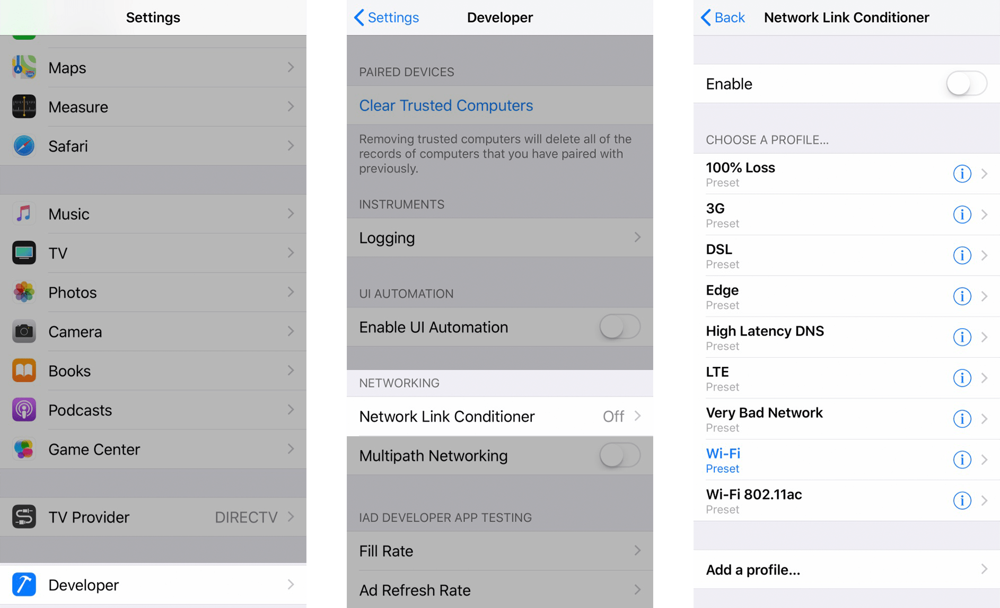 Settings
Maps
Measure
Safari
Music
TV
Photos
Camera
Books
Podcasts
Game Center
TV Provider DIRECTV
Developer
Settings Developer
PAIRED DEVICES
Clear Trusted Computers
Removing trusted computers will delete all of the
records of computers that you have paired with
previously.
INSTRUMENTS
Logging
UI AUTOMATION
Enable UI Automation
NETWORKING
Network Link Conditioner Off
Multipath Networking
IAD DEVELOPER APP TESTING
Fill Rate
Ad Refresh Rate
Back Network Link Conditioner
Enable
CHOOSE A PROFILE...
100% Loss
Preset
3G
Preset
DSL
Preset
Edge
Preset
High Latency DNS
Preset
LTE
Preset
Very Bad Network
Preset
Wi-Fi
Preset
Wi-Fi 802.11ac
Preset
Add a profile...